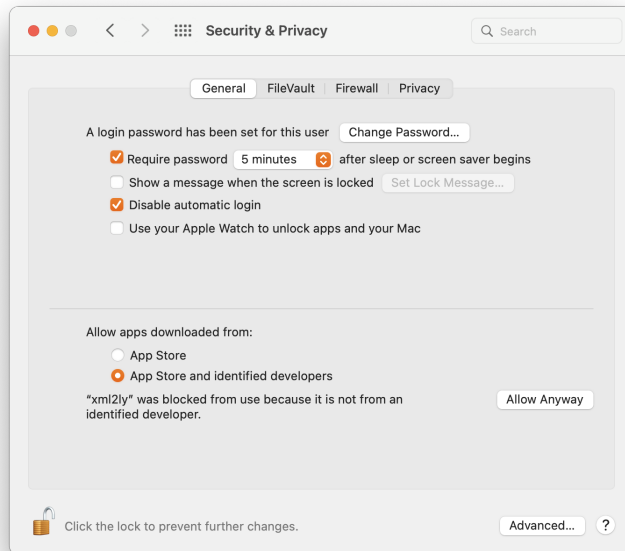 Security & Privacy
Search
General FileVault Firewall Privacy
A login password has been set for this user Change Password...
Require password 5 minutes after sleep or screen saver begins
Show a message when the screen is locked Set Lock Message...
Disable automatic login
Use your Apple Watch to unlock apps and your Mac
Allow apps downloaded from:
App Store
App Store and identified developers
“xml2ly” was blocked from use because it is not from an
identified developer.
Allow Anyway
Click the lock to prevent further changes.
Advanced... ?